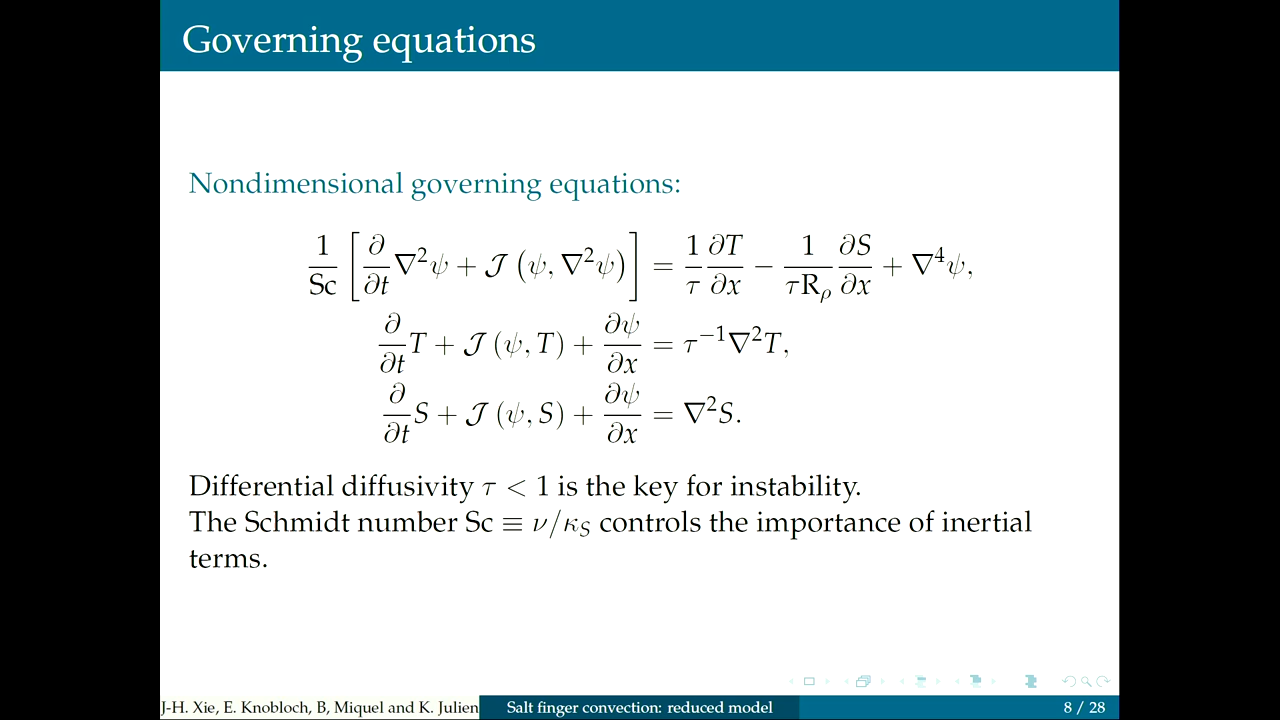 Governing equations
Nondimensional governing equations:
1/Sc [∂/∂t ∇²ψ + 𝒥 (ψ, ∇²ψ)] = 1/τ ∂T/∂x − 1/(τR_ρ) ∂S/∂x + ∇⁴ψ,
∂/∂t T + 𝒥 (ψ, T) + ∂ψ/∂x = τ⁻¹∇²T,
∂/∂t S + 𝒥 (ψ, S) + ∂ψ/∂x = ∇²S.
Differential diffusivity τ < 1 is the key for instability.
The Schmidt number Sc ≡ ν/κ_S controls the importance of inertial
terms.
J-H. Xie, E. Knobloch, B, Miquel and K. Julien Salt finger convection: reduced model 8 / 28